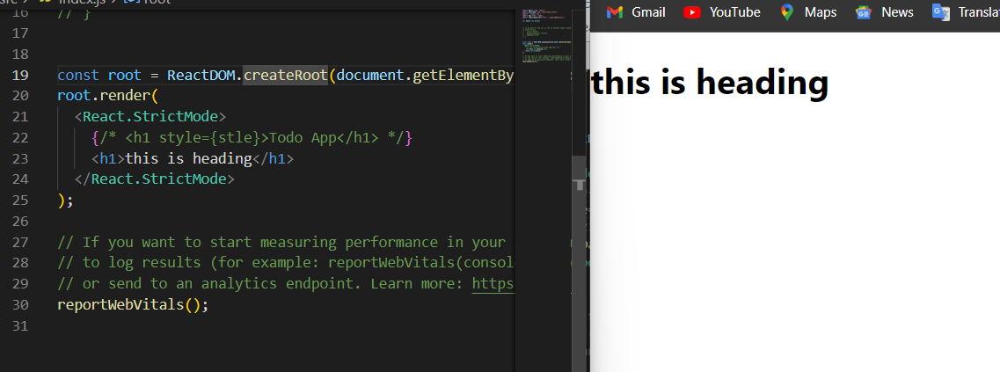 index.js
root
16 // }
17
18
19 const root = ReactDOM.createRoot(document.getElementBy
20 root.render(
21 <React.StrictMode>
22 {/* <h1 style={stle}>Todo App</h1> */}
23 <h1>this is heading</h1>
24 </React.StrictMode>
25 );
26
27 // If you want to start measuring performance in your
28 // to log results (for example: reportWebVitals(consol
29 // or send to an analytics endpoint. Learn more: https
30 reportWebVitals();
31
Gmail YouTube Maps News Transla
this is heading